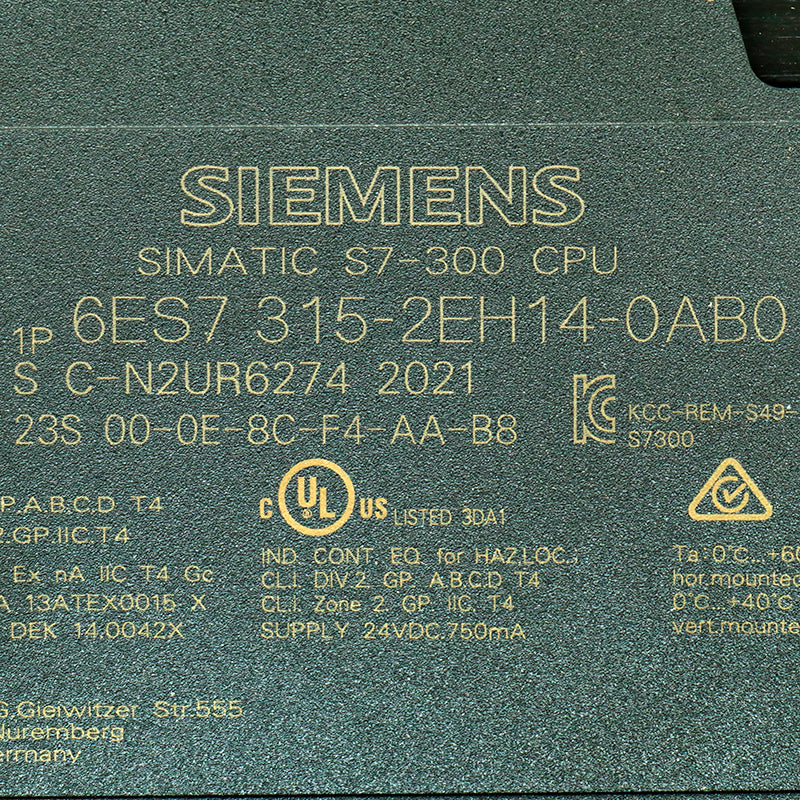 SIEMENS
SIMATIC S7-300 CPU
1P 6ES7 315-2EH14-0AB0
S C-N2UR6274 2021
23S 00-0E-8C-F4-AA-B8
KCC-REM-S49-
S7300
P.A.B.C.D T4
2.GP.IIC.T4
Ex nA IIC T4 Gc
A 13ATEX0015 X
DEK 14.0042X
C UL ® US LISTED 3DA1
IND. CONT. EQ. for HAZ.LOC.:
CL.I. DIV.2 GP. A.B.C.D T4
CL.I. Zone 2. GP. IIC. T4
SUPPLY 24VDC.750mA
Ta:0°C...+60
hor.mounted
0°C...+40°C
vert.mounte
G.Gleiwitzer Str.555
Nuremberg
ermany